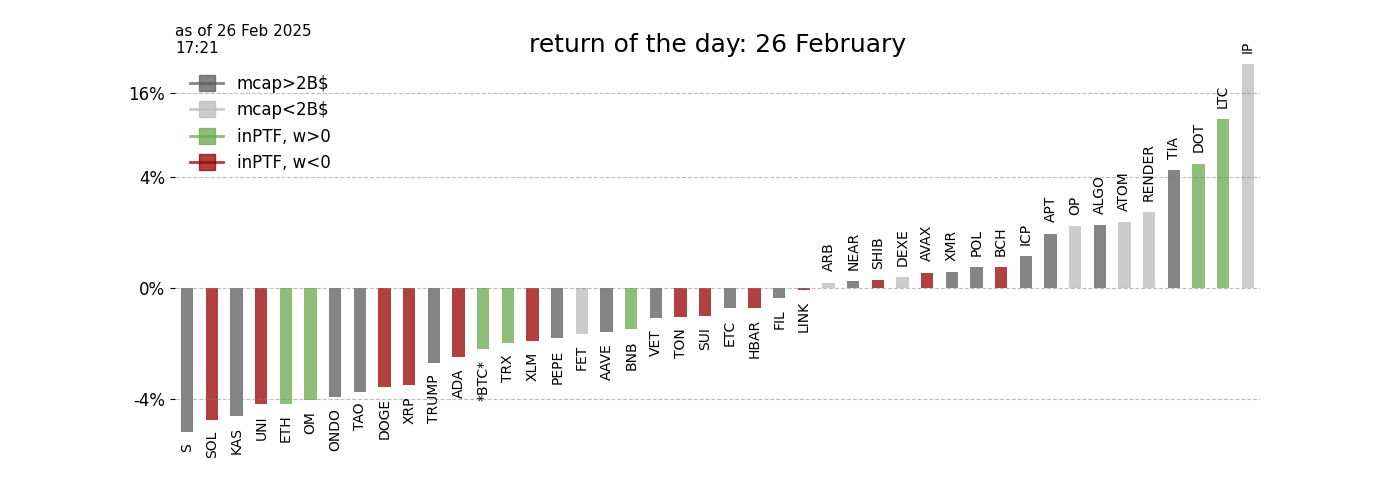 as of 26 Feb 2025
17:21
return of the day: 26 February
mcap>2B$
mcap<2B$
inPTF, w>0
inPTF, w<0
16%
4%
0%
-4%
S
SOL
KAS
UNI
ETH
OM
ONDO
TAO
DOGE
XRP
TRUMP
ADA
*BTC*
TRX
XLM
PEPE
FET
AAVE
BNB
VET
TON
SUI
ETC
HBAR
FIL
LINK
ARB
NEAR
SHIB
DEXE
AVAX
XMR
POL
BCH
ICP
APT
OP
ALGO
ATOM
RENDER
TIA
DOT
LTC
IP